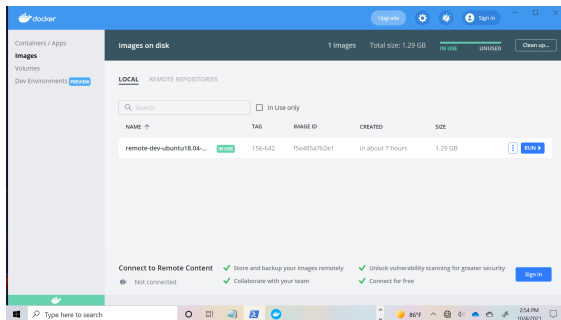 docker
Upgrade
Sign in
Containers / Apps
Images
Volumes
Dev Environments PREVIEW
Images on disk
1 images
Total size: 1.29 GB
IN USE
UNUSED
Clean up...
LOCAL
REMOTE REPOSITORIES
Search
In Use only
NAME
TAG
IMAGE ID
CREATED
SIZE
remote-dev-ubuntu18.04-... IN USE 156-642 f5e485a7b2e1 in about 7 hours 1.29 GB RUN
Connect to Remote Content
Not connected
Store and backup your images remotely
Collaborate with your team
Unlock vulnerability scanning for greater security
Connect for free
Sign in
Type here to search
86°F
2:54 PM
10/4/2021